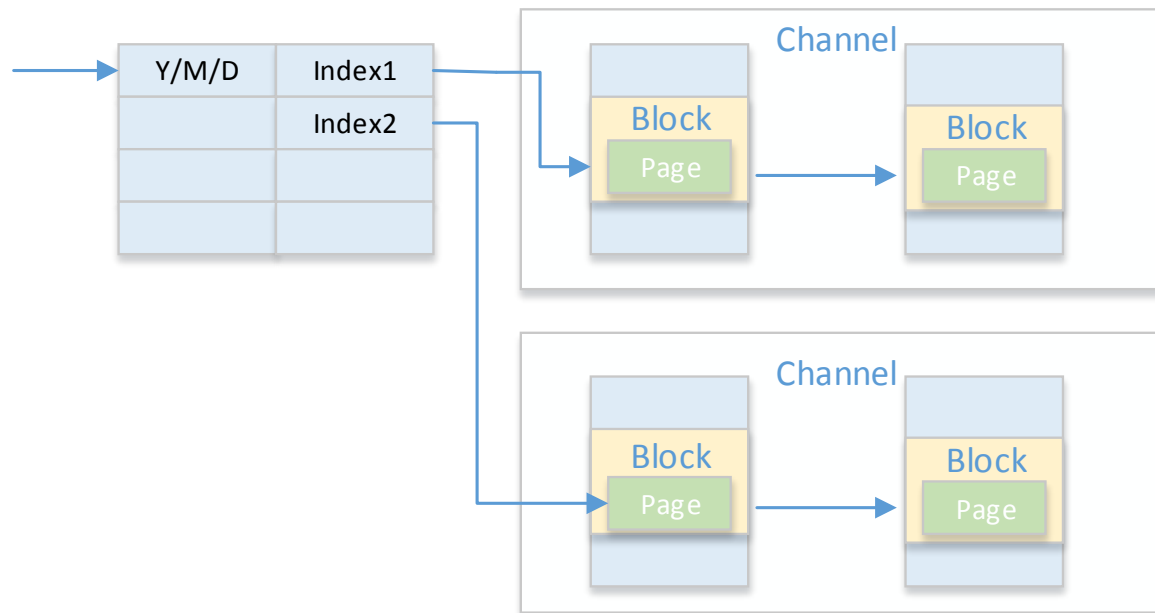 Channel
Y/M/D Index1
Index2
Block
Page
Block
Page
Channel
Block
Page
Block
Page